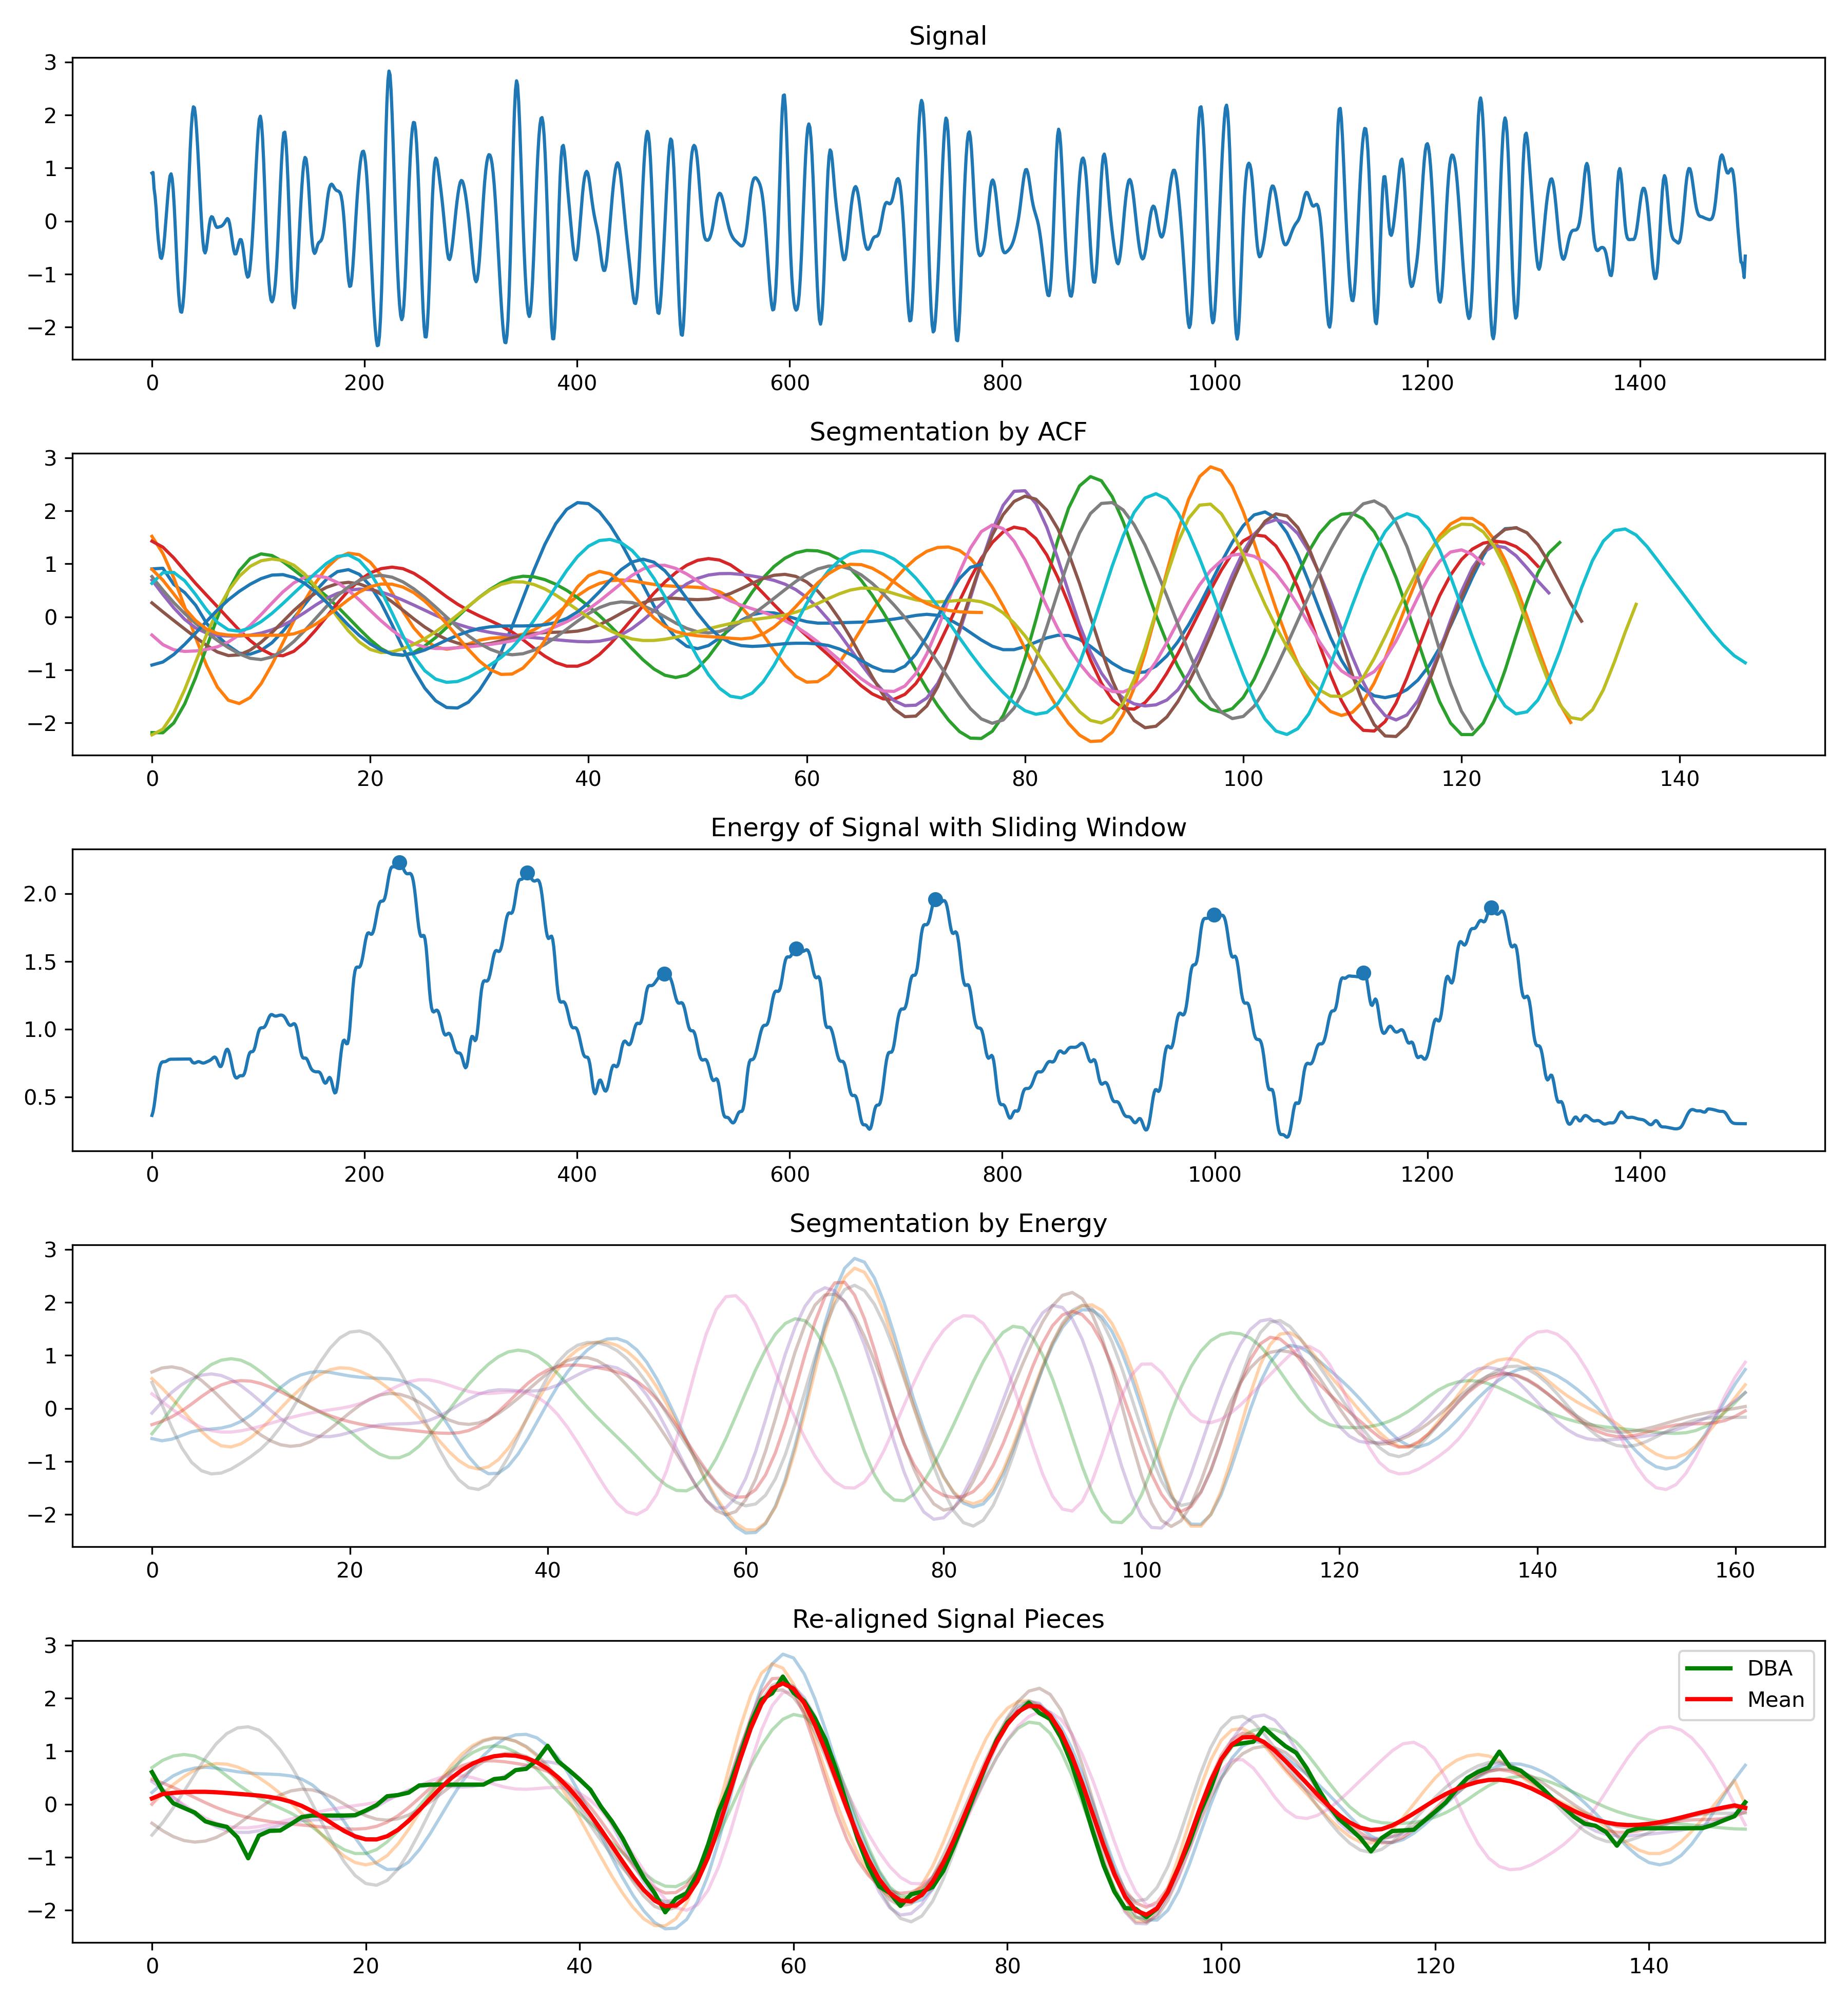 Signal
3
2
1
0
−1
−2
0 200 400 600 800 1000 1200 1400
Segmentation by ACF
3
2
1
0
−1
−2
0 20 40 60 80 100 120 140
Energy of Signal with Sliding Window
2.0
1.5
1.0
0.5
0 200 400 600 800 1000 1200 1400
Segmentation by Energy
3
2
1
0
−1
−2
0 20 40 60 80 100 120 140 160
Re-aligned Signal Pieces
3
2
1
0
−1
−2
DBA
Mean
0 20 40 60 80 100 120 140